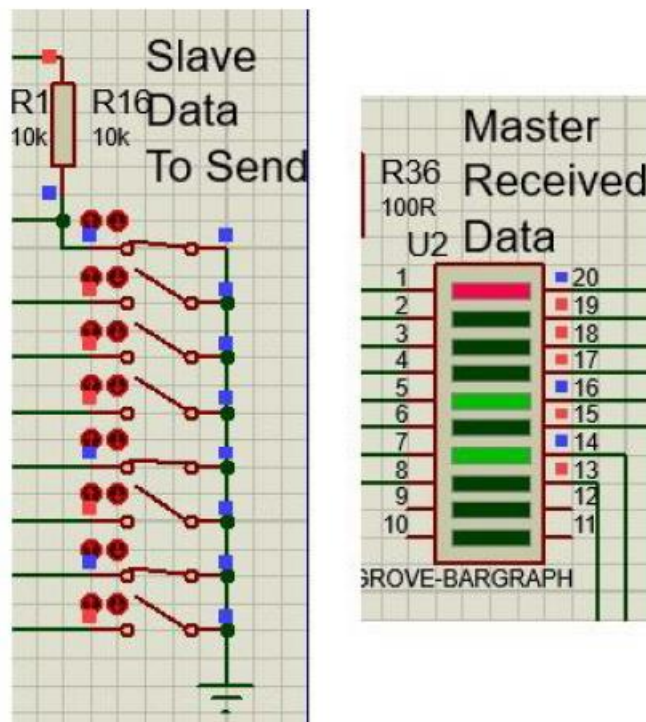 Slave
Data
To Send
R1
10k
R16
10k
Master
Received
Data
R36
100R
U2
1
2
3
4
5
6
7
8
9
10
20
19
18
17
16
15
14
13
12
11
GROVE-BARGRAPH